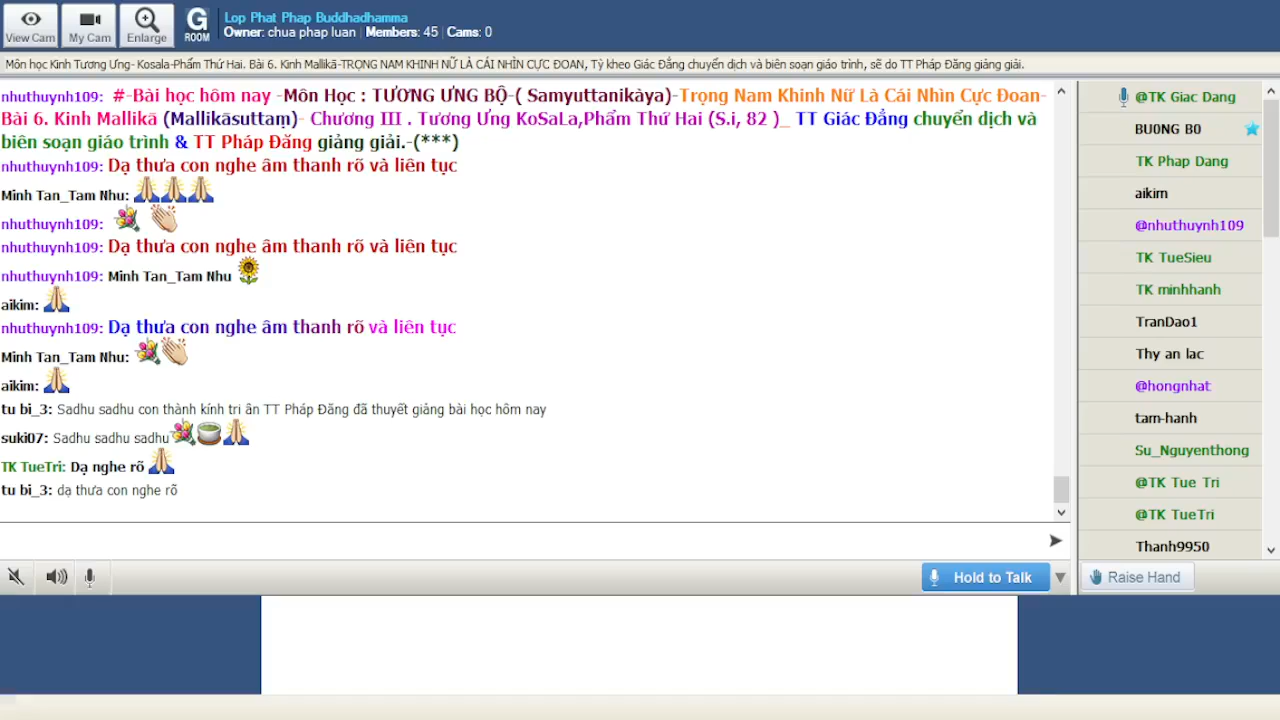 View Cam
My Cam
Enlarge
G
ROOM
Lop Phat Phap Buddhadhamma
Owner: chua phap luan | Members: 45 | Cams: 0
Môn học Kinh Tương Ưng- Kosala-Phẩm Thứ Hai. Bài 6. Kinh Mallikā-TRỌNG NAM KHINH NỮ LÀ CÁI NHÌN CỰC ĐOAN, Tỳ kheo Giác Đẳng chuyển dịch và biên soạn giáo trình, sẽ do TT Pháp Đăng giảng giải.
nhuthuynh109: #-Bài học hôm nay -Môn Học : TƯƠNG ƯNG BỘ-( Samyuttanikàya)-Trọng Nam Khinh Nữ Là Cái Nhìn Cực Đoan-
Bài 6. Kinh Mallikā (Mallikāsuttaṃ)- Chương III . Tương Ưng KoSaLa,Phẩm Thứ Hai (S.i, 82 )_ TT Giác Đẳng chuyển dịch và
biên soạn giáo trình & TT Pháp Đăng giảng giải.-(***)
nhuthuynh109: Dạ thưa con nghe âm thanh rõ và liên tục
Minh Tan_Tam Nhu:
nhuthuynh109:
nhuthuynh109: Dạ thưa con nghe âm thanh rõ và liên tục
nhuthuynh109: Minh Tan_Tam Nhu
aikim:
nhuthuynh109: Dạ thưa con nghe âm thanh rõ và liên tục
Minh Tan_Tam Nhu:
aikim:
tu bi_3: Sadhu sadhu con thành kính tri ân TT Pháp Đăng đã thuyết giảng bài học hôm nay
suki07: Sadhu sadhu sadhu
TK TueTri: Dạ nghe rõ
tu bi_3: dạ thưa con nghe rõ
@TK Giac Dang
BU0NG B0
TK Phap Dang
aikim
@nhuthuynh109
TK TueSieu
TK minhhanh
TranDao1
Thy an lac
@hongnhat
tam-hanh
Su_Nguyenthong
@TK Tue Tri
@TK TueTri
Thanh9950
Hold to Talk
Raise Hand